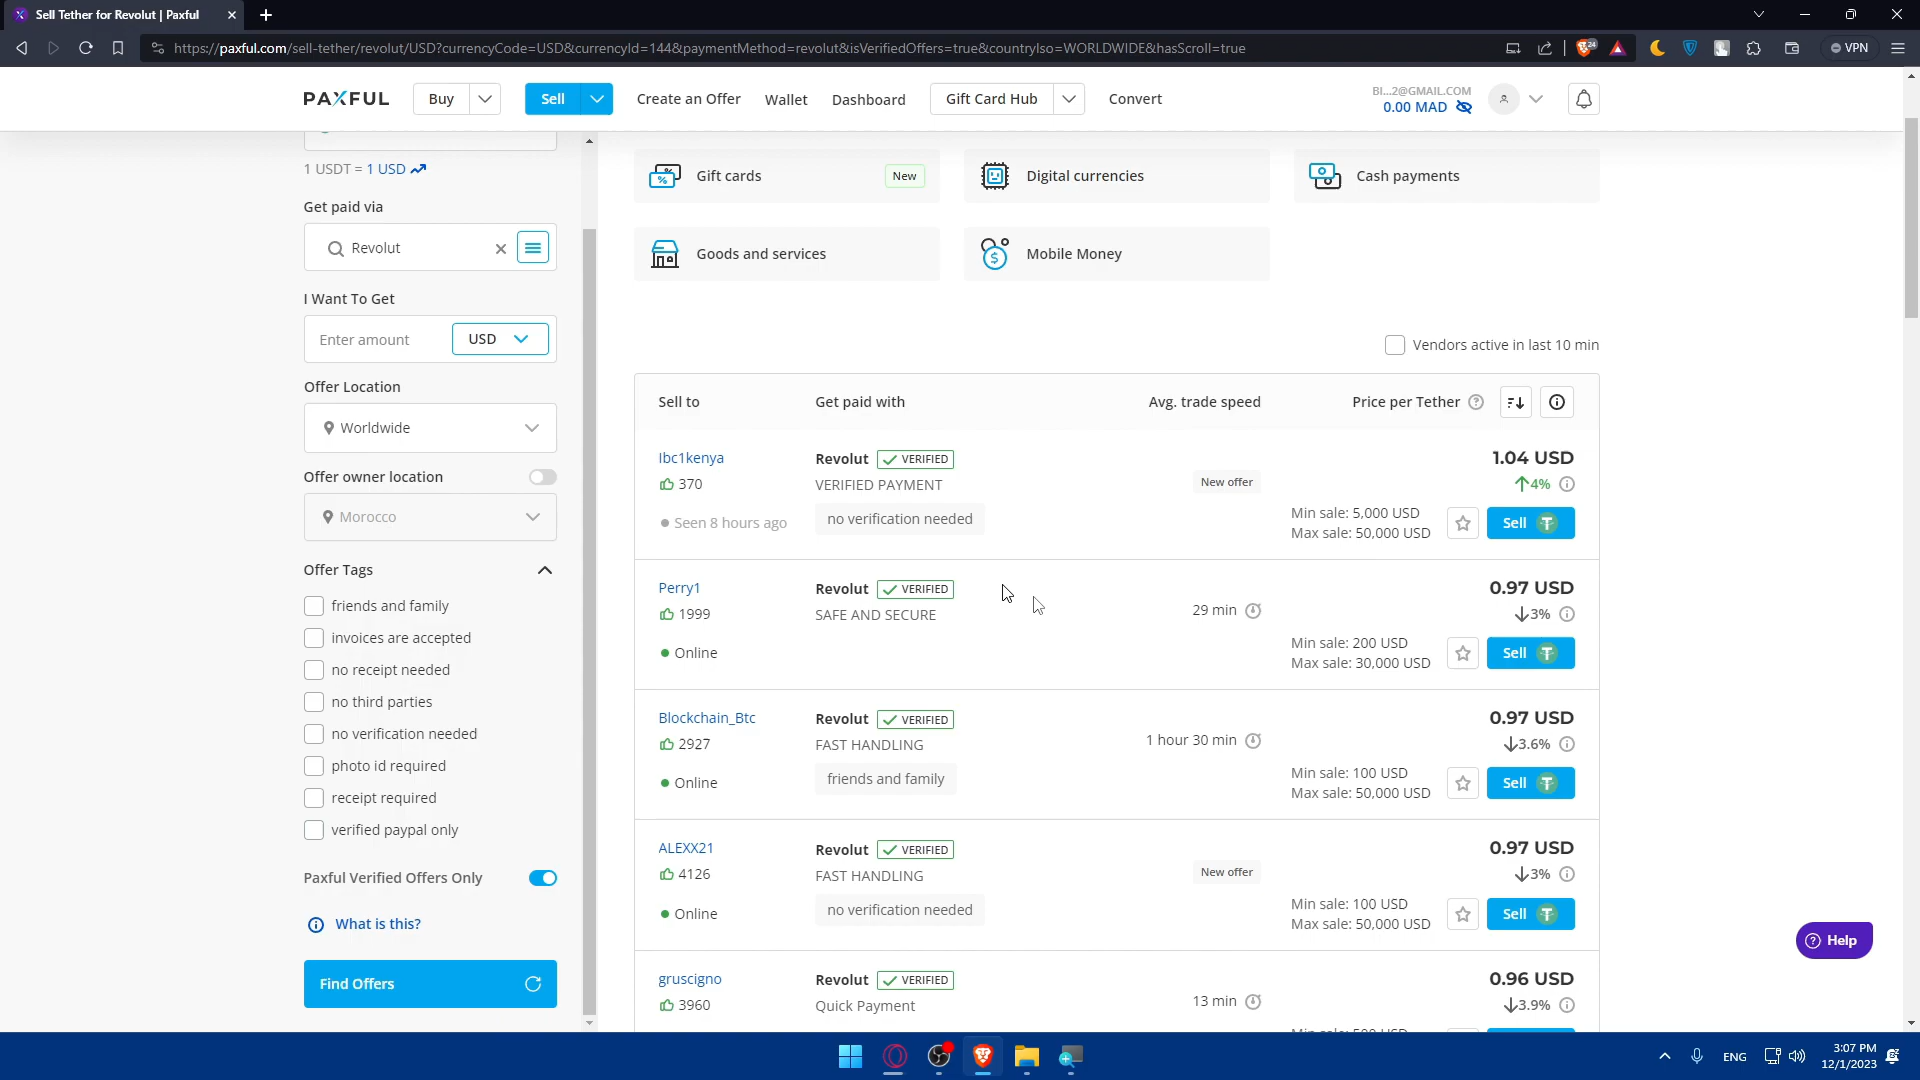 Sell Tether for Revolut | Paxful
https://paxful.com/sell-tether/revolut/USD?currencyCode=USD&currencyId=144&paymentMethod=revolut&isVerifiedOffers=true&countryIso=WORLDWIDE&hasScroll=true
24
VPN
PAXFUL
Buy
Sell
Create an Offer
Wallet
Dashboard
Gift Card Hub
Convert
BI...2@GMAIL.COM
0.00 MAD
1 USDT = 1 USD
Get paid via
Revolut
I Want To Get
Enter amount
USD
Offer Location
Worldwide
Offer owner location
Morocco
Offer Tags
friends and family
invoices are accepted
no receipt needed
no third parties
no verification needed
photo id required
receipt required
verified paypal only
Paxful Verified Offers Only
What is this?
Find Offers
Gift cards
New
Digital currencies
Cash payments
Goods and services
Mobile Money
Vendors active in last 10 min
Sell to
Get paid with
Avg. trade speed
Price per Tether
Ibc1kenya
370
Seen 8 hours ago
Revolut
VERIFIED
VERIFIED PAYMENT
no verification needed
New offer
1.04 USD
4%
Min sale: 5,000 USD
Max sale: 50,000 USD
Sell
Perry1
1999
Online
Revolut
VERIFIED
SAFE AND SECURE
29 min
0.97 USD
3%
Min sale: 200 USD
Max sale: 30,000 USD
Sell
Blockchain_Btc
2927
Online
Revolut
VERIFIED
FAST HANDLING
friends and family
1 hour 30 min
0.97 USD
3.6%
Min sale: 100 USD
Max sale: 50,000 USD
Sell
ALEXX21
4126
Online
Revolut
VERIFIED
FAST HANDLING
no verification needed
New offer
0.97 USD
3%
Min sale: 100 USD
Max sale: 50,000 USD
Sell
gruscigno
3960
Revolut
VERIFIED
Quick Payment
13 min
0.96 USD
3.9%
Help
ENG
3:07 PM
12/1/2023